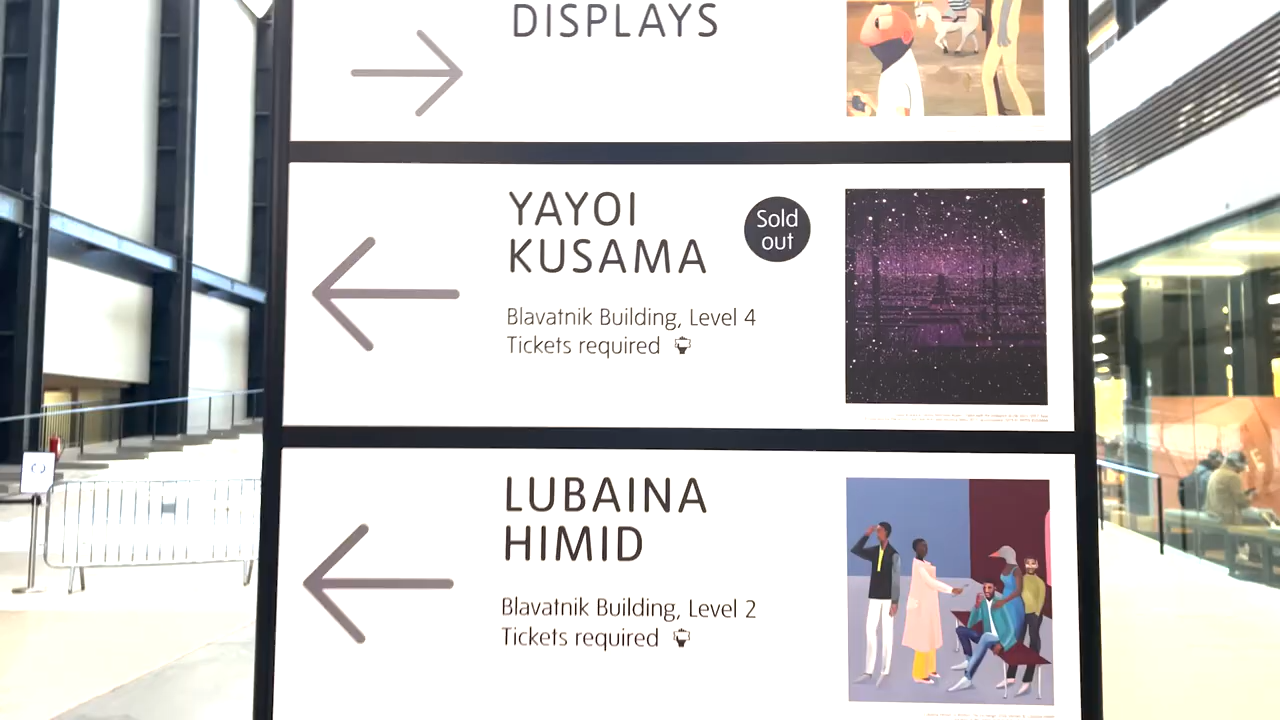 DISPLAYS
YAYOI
KUSAMA
Sold
out
Blavatnik Building, Level 4
Tickets required
LUBAINA
HIMID
Blavatnik Building, Level 2
Tickets required